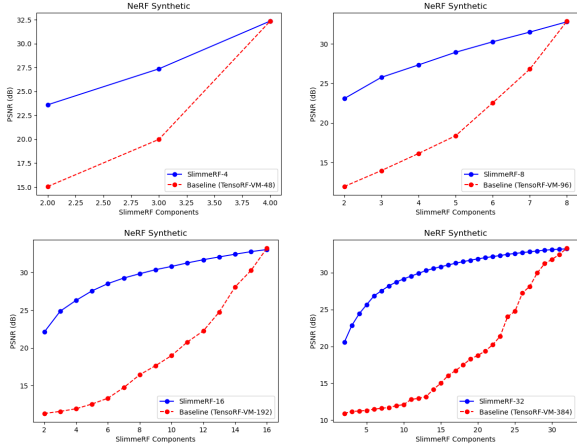 NeRF Synthetic
32.5
30.0
27.5
25.0
22.5
20.0
17.5
15.0
PSNR (dB)
2.00 2.25 2.50 2.75 3.00 3.25 3.50 3.75 4.00
SlimmeRF Components
SlimmeRF-4
Baseline (TensoRF-VM-48)
NeRF Synthetic
30
25
20
15
PSNR (dB)
2 3 4 5 6 7 8
SlimmeRF Components
SlimmeRF-8
Baseline (TensoRF-VM-96)
NeRF Synthetic
30
25
20
15
PSNR (dB)
2 4 6 8 10 12 14 16
SlimmeRF Components
SlimmeRF-16
Baseline (TensoRF-VM-192)
NeRF Synthetic
30
25
20
15
10
PSNR (dB)
5 10 15 20 25 30
SlimmeRF Components
SlimmeRF-32
Baseline (TensoRF-VM-384)